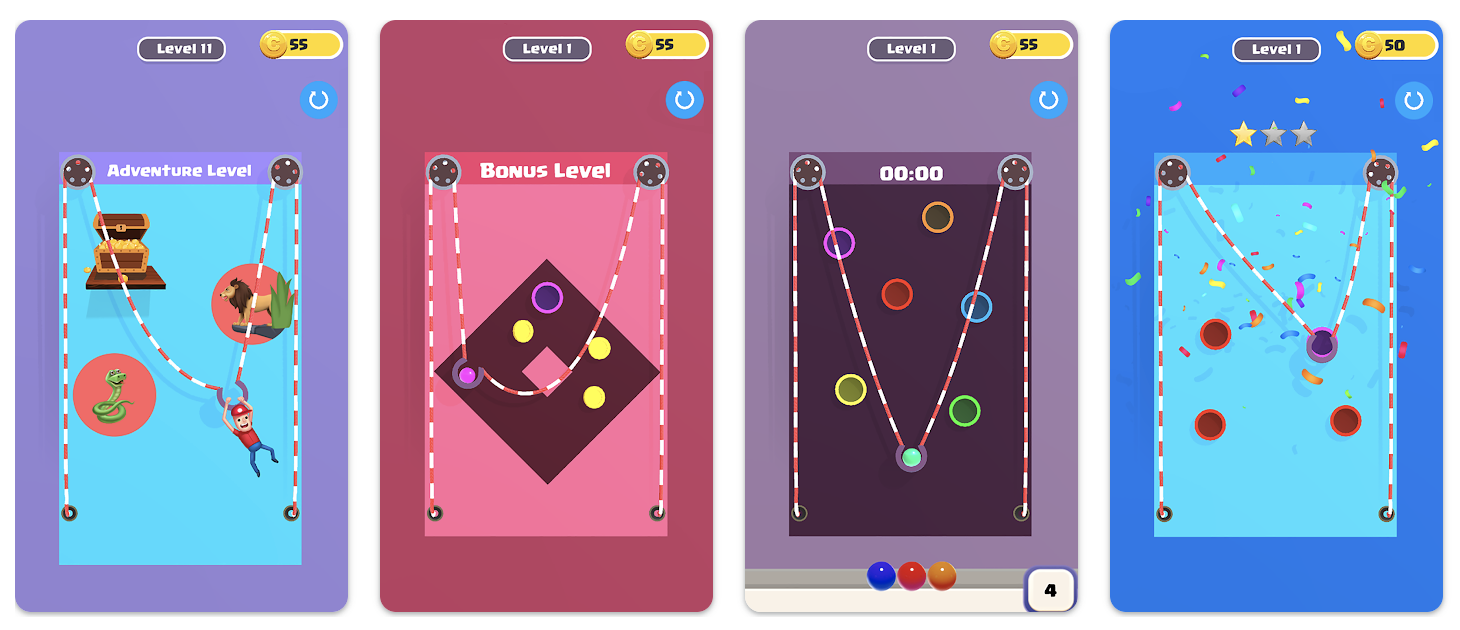 Level 11
C 55
Adventure Level
1
Level 1
C 55
Bonus Level
Level 1
C 55
00:00
4
Level 1
C 50